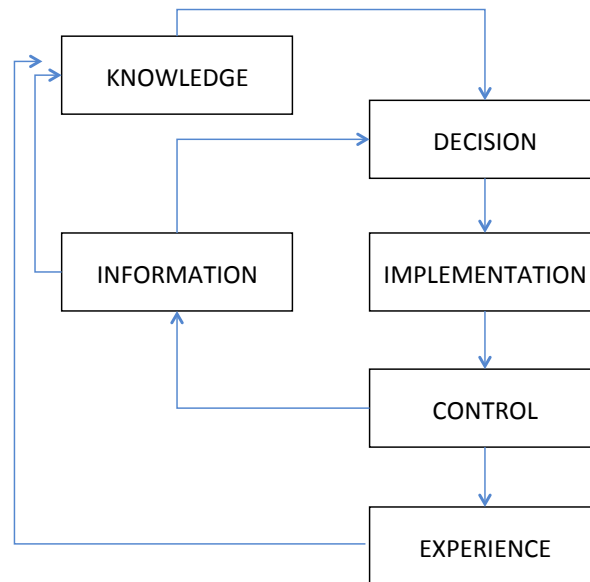 KNOWLEDGE
DECISION
INFORMATION
IMPLEMENTATION
CONTROL
EXPERIENCE